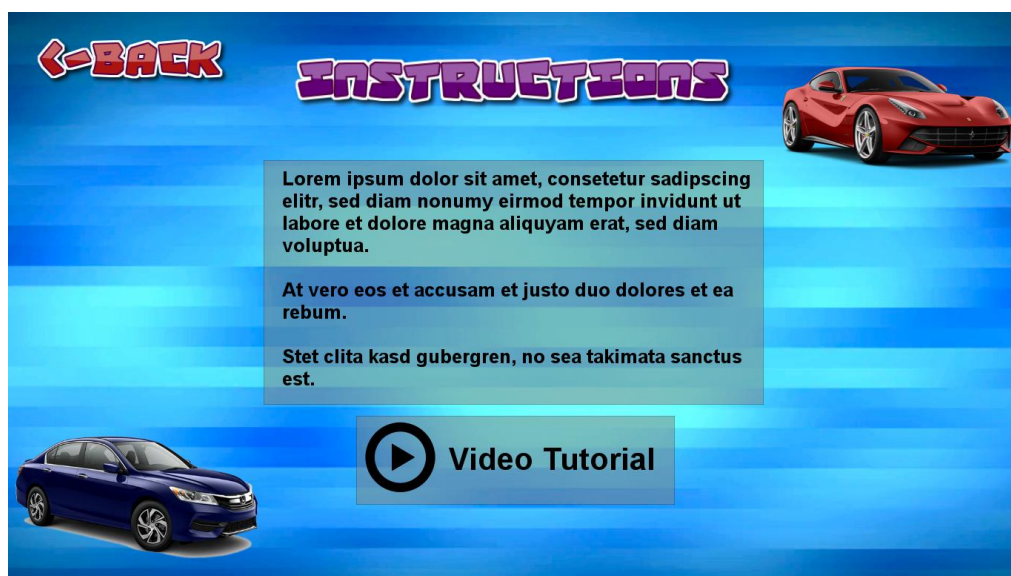 <-BACK
INSTRUCTIONS
Lorem ipsum dolor sit amet, consetetur sadipscing
elitr, sed diam nonumy eirmod tempor invidunt ut
labore et dolore magna aliquyam erat, sed diam
voluptua.
At vero eos et accusam et justo duo dolores et ea
rebum.
Stet clita kasd gubergren, no sea takimata sanctus
est.
Video Tutorial